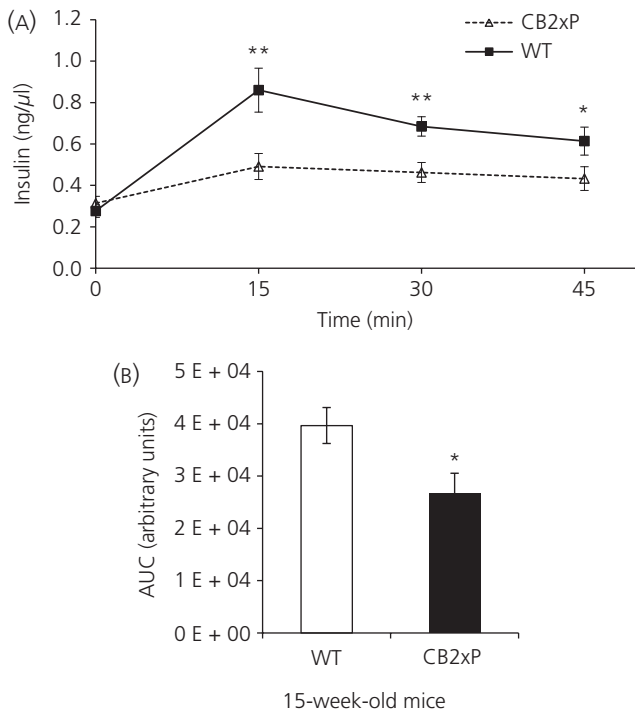 (A)
CB2xP
WT
Insulin (ng/µl)
1.2
1.0
0.8
0.6
0.4
0.2
0.0
**
**
*
0 15 30 45
Time (min)
(B)
AUC (arbitrary units)
5 E + 04
4 E + 04
3 E + 04
2 E + 04
1 E + 04
0 E + 00
*
WT CB2xP
15-week-old mice